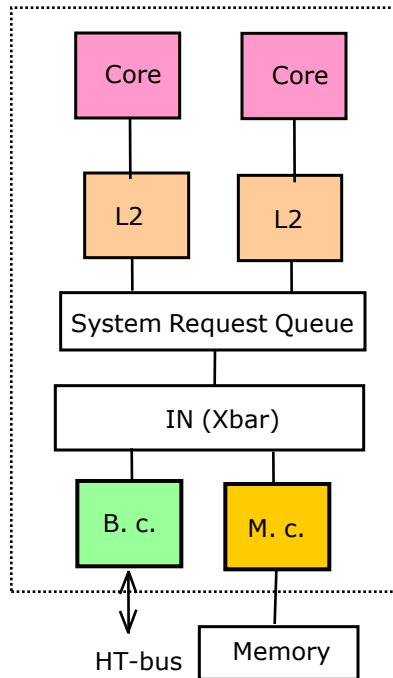 Core
Core
L2
L2
System Request Queue
IN (Xbar)
B. c.
M. c.
HT-bus
Memory